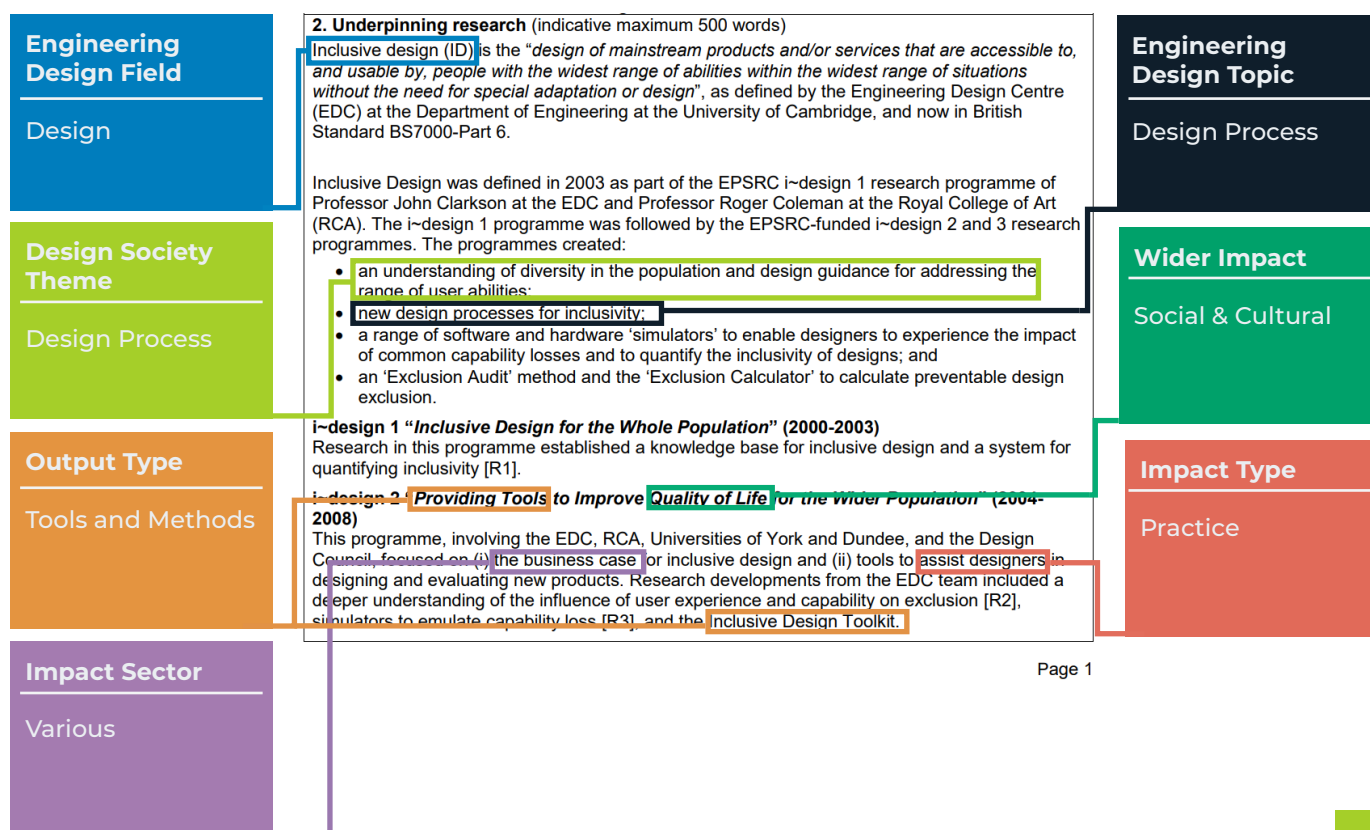 Engineering
Design Field
Design
Design Society
Theme
Design Process
Output Type
Tools and Methods
Impact Sector
Various
2. Underpinning research (indicative maximum 500 words)
Inclusive design (ID) is the “design of mainstream products and/or services that are accessible to,
and usable by, people with the widest range of abilities within the widest range of situations
without the need for special adaptation or design”, as defined by the Engineering Design Centre
(EDC) at the Department of Engineering at the University of Cambridge, and now in British
Standard BS7000-Part 6.
Inclusive Design was defined in 2003 as part of the EPSRC i~design 1 research programme of
Professor John Clarkson at the EDC and Professor Roger Coleman at the Royal College of Art
(RCA). The i~design 1 programme was followed by the EPSRC-funded i~design 2 and 3 research
programmes. The programmes created:
• an understanding of diversity in the population and design guidance for addressing the
range of user abilities;
• new design processes for inclusivity;
• a range of software and hardware ‘simulators’ to enable designers to experience the impact
of common capability losses and to quantify the inclusivity of designs; and
• an ‘Exclusion Audit’ method and the ‘Exclusion Calculator’ to calculate preventable design
exclusion.
i~design 1 “Inclusive Design for the Whole Population” (2000-2003)
Research in this programme established a knowledge base for inclusive design and a system for
quantifying inclusivity [R1].
i~design 2 “Providing Tools to Improve Quality of Life for the Wider Population” (2004-
2008)
This programme, involving the EDC, RCA, Universities of York and Dundee, and the Design
Council, focused on (i) the business case for inclusive design and (ii) tools to assist designers in
designing and evaluating new products. Research developments from the EDC team included a
deeper understanding of the influence of user experience and capability on exclusion [R2],
simulators to emulate capability loss [R3], and the Inclusive Design Toolkit.
Page 1
Engineering
Design Topic
Design Process
Wider Impact
Social & Cultural
Impact Type
Practice